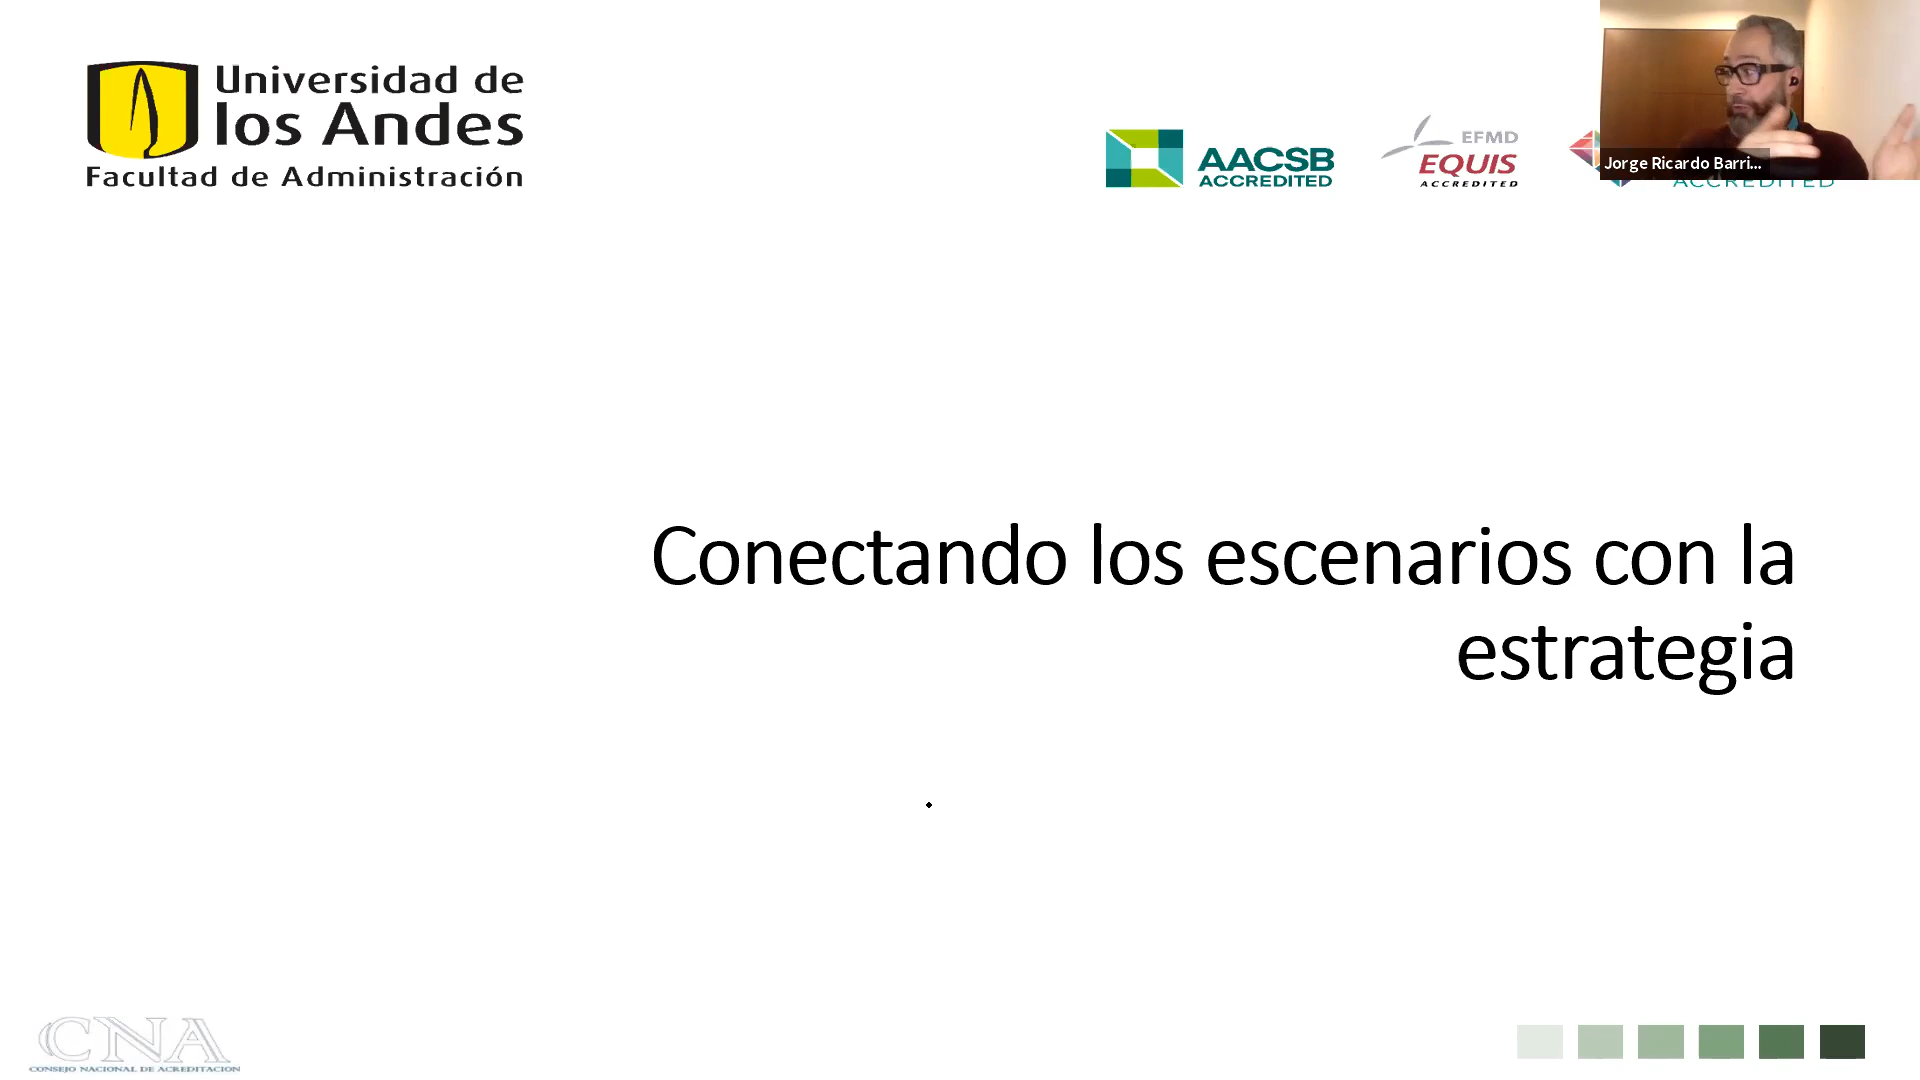 Universidad de
los Andes
Facultad de Administración
AACSB
ACCREDITED
EFMD
EQUIS
ACCREDITED
ACCREDITED
Jorge Ricardo Barri...
Conectando los escenarios con la
estrategia
CNA
CONSEJO NACIONAL DE ACREDITACION